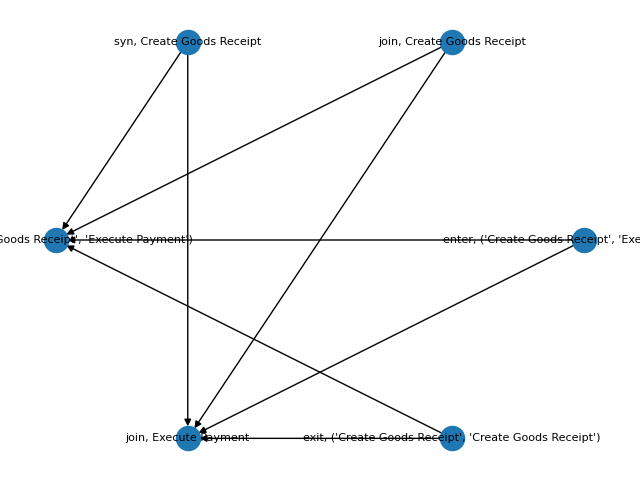 syn, Create Goods Receipt
join, Create Goods Receipt
Goods Receipt', 'Execute Payment')
enter, ('Create Goods Receipt', 'Exe
join, Execute Payment
exit, ('Create Goods Receipt', 'Create Goods Receipt')